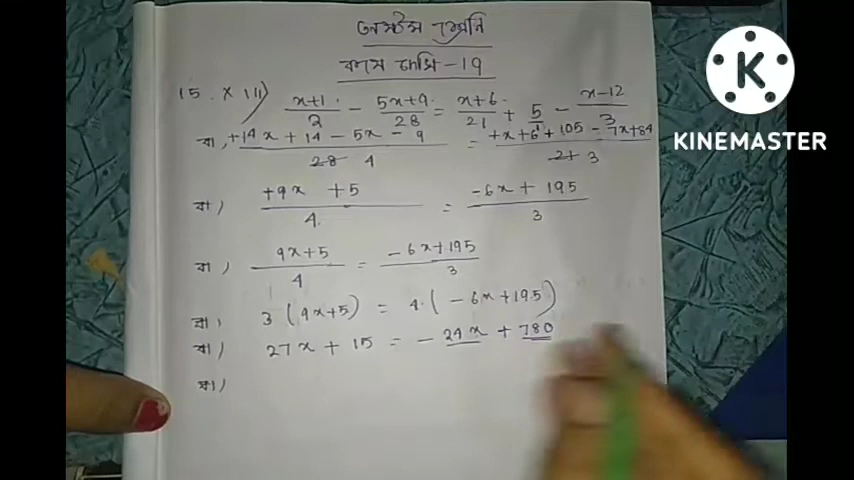 অষ্টম শ্রেণি
কষে দেখি - 19
15. x iii) (x+1)/2 - (5x+9)/28 = (x+6)/21 + 5/1 - (x-12)/3
বা, (+14x + 14 - 5x - 9)/28 4 = (+x + 6 + 105 - 7x + 84)/21 3
বা, (+9x + 5)/4 = (-6x + 195)/3
বা, (9x + 5)/4 = (-6x + 195)/3
বা, 3 (9x + 5) = 4. (-6x + 195)
বা, 27x + 15 = - 24x + 780
বা,
K
KINEMASTER